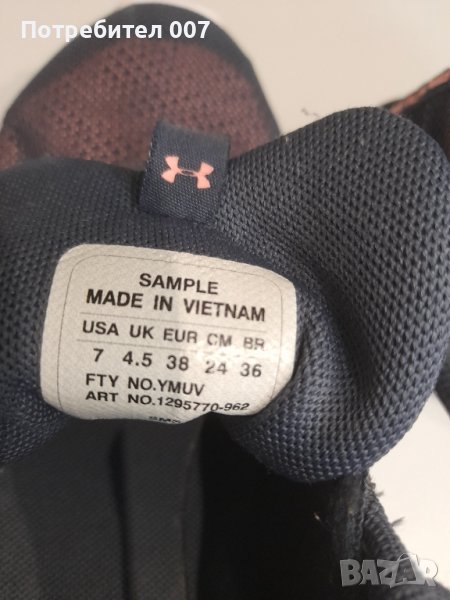 Потребител 007
SAMPLE
MADE IN VIETNAM
USA UK EUR CM BR
7 4.5 38 24 36
FTY NO.YMUV
ART NO.1295770-962
BAZAR